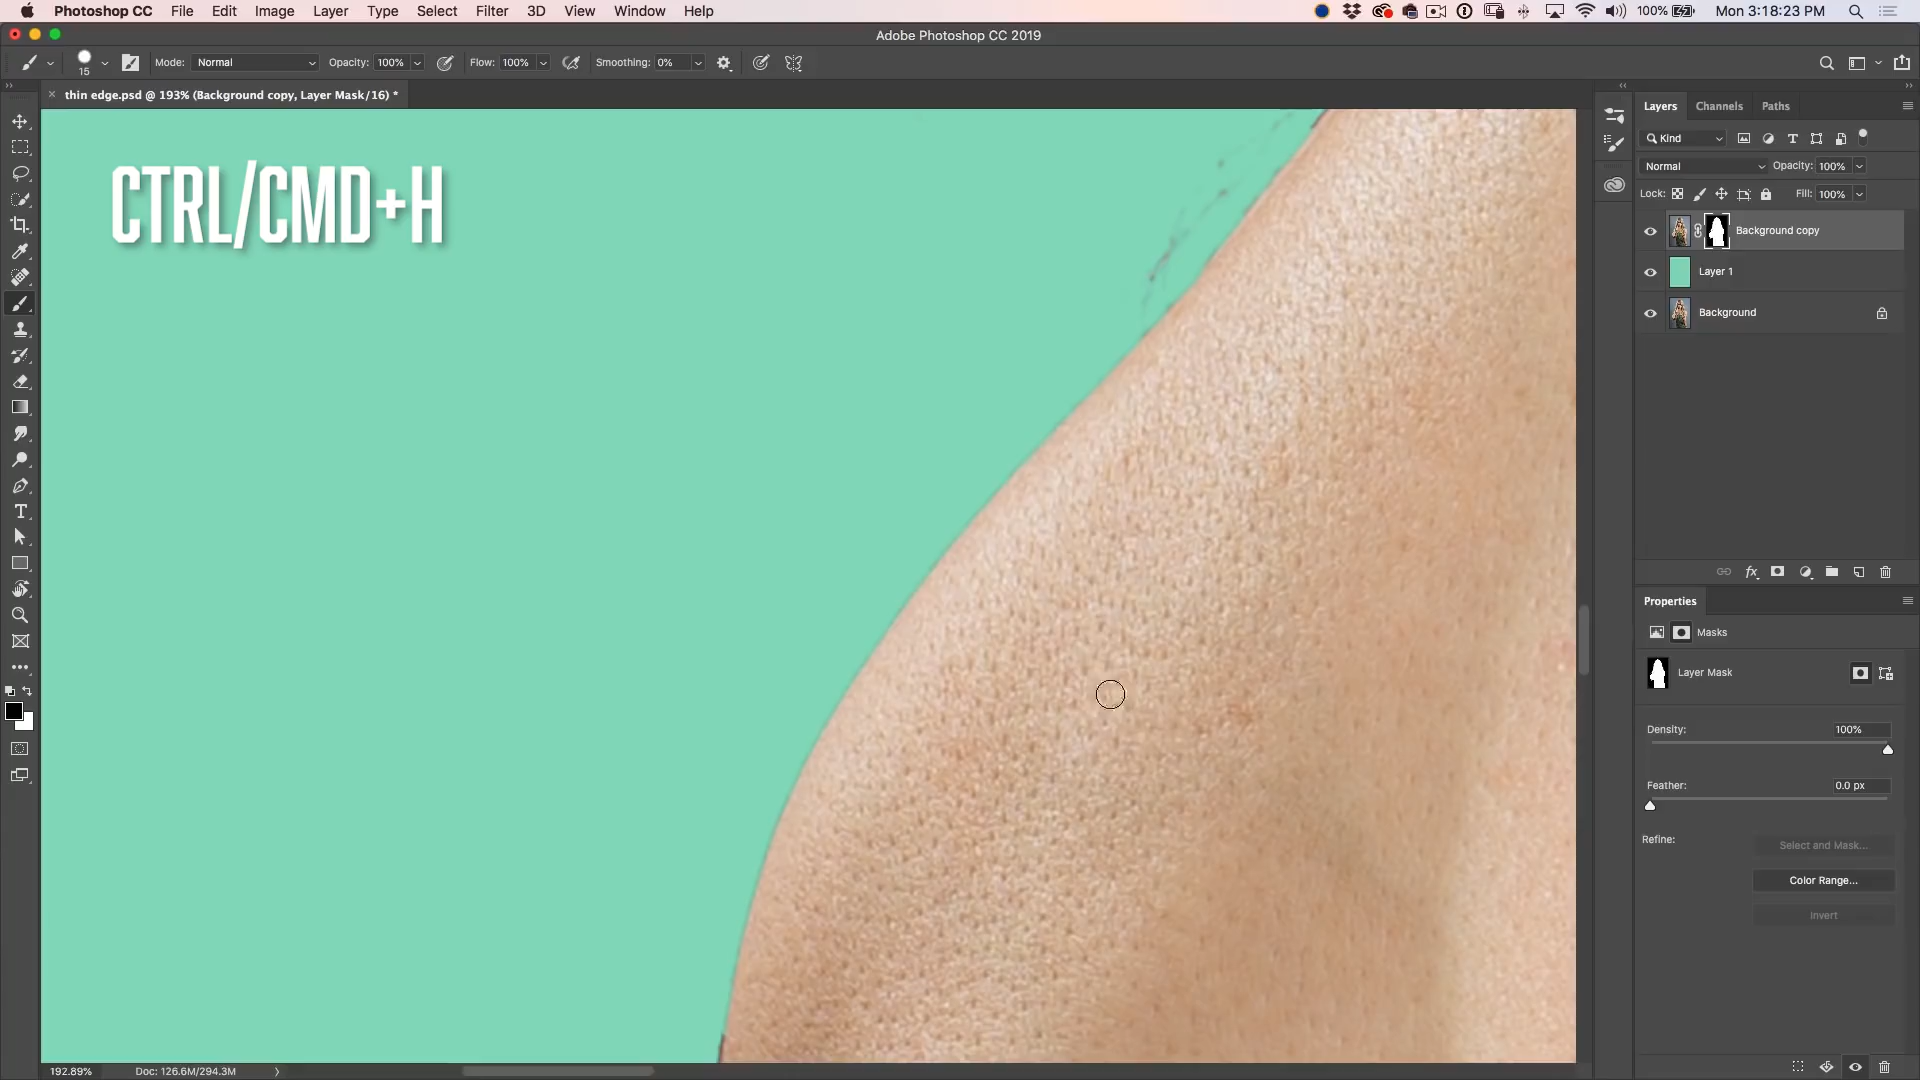 Photoshop CC File Edit Image Layer Type Select Filter 3D View Window Help 100% Mon 3:18:23 PM
Adobe Photoshop CC 2019
15 Mode: Normal Opacity: 100% Flow: 100% Smoothing: 0%
thin edge.psd @ 193% (Background copy, Layer Mask/16) *
CTRL/CMD+H
Layers Channels Paths
Kind
Normal Opacity: 100%
Lock: Fill: 100%
Background copy
Layer 1
Background
fx
Properties
Masks
Layer Mask
Density: 100%
Feather: 0.0 px
Refine: Select and Mask...
Color Range...
Invert
192.89% Doc: 126.6M/294.3M